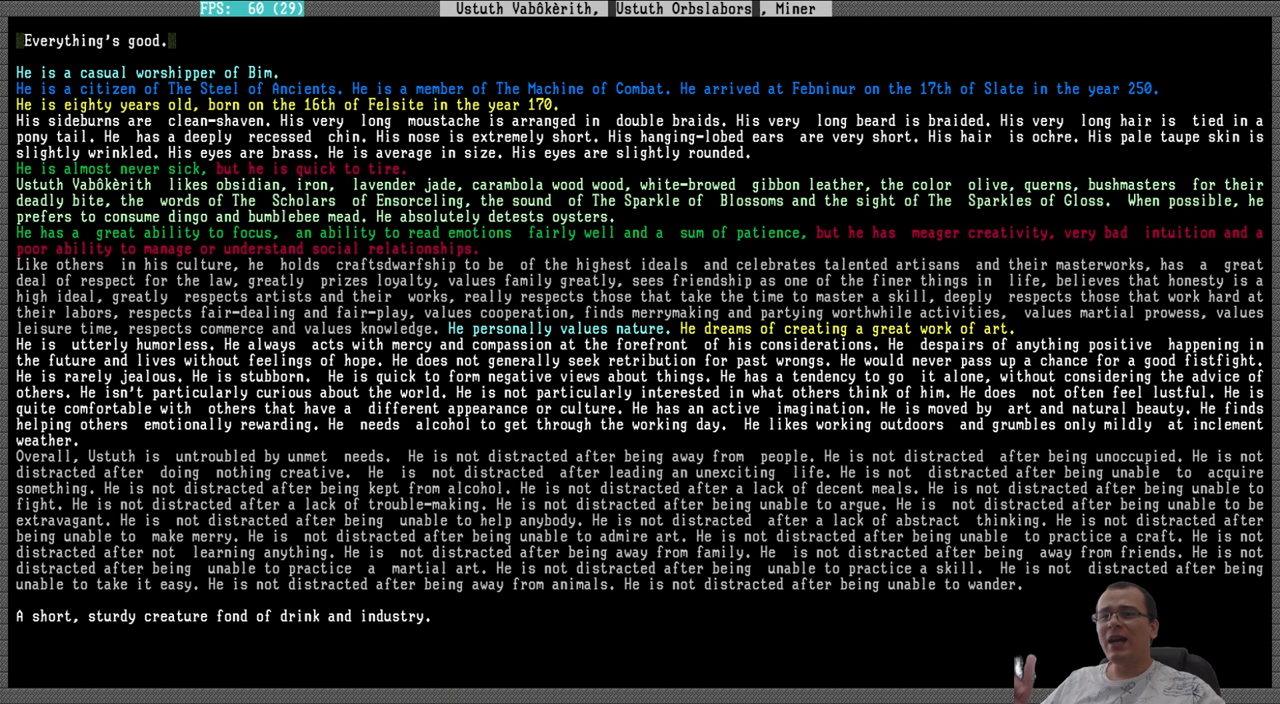 FPS: 60 (29) Ustuth Vabôkèrith, Ustuth Orbslabors , Miner
Everything's good.
He is a casual worshipper of Bim.
He is a citizen of The Steel of Ancients. He is a member of The Machine of Combat. He arrived at Febninur on the 17th of Slate in the year 250.
He is eighty years old, born on the 16th of Felsite in the year 170.
His sideburns are clean-shaven. His very long moustache is arranged in double braids. His very long beard is braided. His very long hair is tied in a
pony tail. He has a deeply recessed chin. His nose is extremely short. His hanging-lobed ears are very short. His hair is ochre. His pale taupe skin is
slightly wrinkled. His eyes are brass. He is average in size. His eyes are slightly rounded.
He is almost never sick, but he is quick to tire.
Ustuth Vabôkèrith likes obsidian, iron, lavender jade, carambola wood wood, white-browed gibbon leather, the color olive, querns, bushmasters for their
deadly bite, the words of The Scholars of Ensorceling, the sound of The Sparkle of Blossoms and the sight of The Sparkles of Gloss. When possible, he
prefers to consume dingo and bumblebee mead. He absolutely detests oysters.
He has a great ability to focus, an ability to read emotions fairly well and a sum of patience, but he has meager creativity, very bad intuition and a
poor ability to manage or understand social relationships.
Like others in his culture, he holds craftsdwarfship to be of the highest ideals and celebrates talented artisans and their masterworks, has a great
deal of respect for the law, greatly prizes loyalty, values family greatly, sees friendship as one of the finer things in life, believes that honesty is a
high ideal, greatly respects artists and their works, really respects those that take the time to master a skill, deeply respects those that work hard at
their labors, respects fair-dealing and fair-play, values cooperation, finds merrymaking and partying worthwhile activities, values martial prowess, values
leisure time, respects commerce and values knowledge. He personally values nature. He dreams of creating a great work of art.
He is utterly humorless. He always acts with mercy and compassion at the forefront of his considerations. He despairs of anything positive happening in
the future and lives without feelings of hope. He does not generally seek retribution for past wrongs. He would never pass up a chance for a good fistfight.
He is rarely jealous. He is stubborn. He is quick to form negative views about things. He has a tendency to go it alone, without considering the advice of
others. He isn't particularly curious about the world. He is not particularly interested in what others think of him. He does not often feel lustful. He is
quite comfortable with others that have a different appearance or culture. He has an active imagination. He is moved by art and natural beauty. He finds
helping others emotionally rewarding. He needs alcohol to get through the working day. He likes working outdoors and grumbles only mildly at inclement
weather.
Overall, Ustuth is untroubled by unmet needs. He is not distracted after being away from people. He is not distracted after being unoccupied. He is not
distracted after doing nothing creative. He is not distracted after leading an unexciting life. He is not distracted after being unable to acquire
something. He is not distracted after being kept from alcohol. He is not distracted after a lack of decent meals. He is not distracted after being unable to
fight. He is not distracted after a lack of trouble-making. He is not distracted after being unable to argue. He is not distracted after being unable to be
extravagant. He is not distracted after being unable to help anybody. He is not distracted after a lack of abstract thinking. He is not distracted after
being unable to make merry. He is not distracted after being unable to admire art. He is not distracted after being unable to practice a craft. He is not
distracted after not learning anything. He is not distracted after being away from family. He is not distracted after being away from friends. He is not
distracted after being unable to practice a martial art. He is not distracted after being unable to practice a skill. He is not distracted after being
unable to take it easy. He is not distracted after being away from animals. He is not distracted after being unable to wander.
A short, sturdy creature fond of drink and industry.